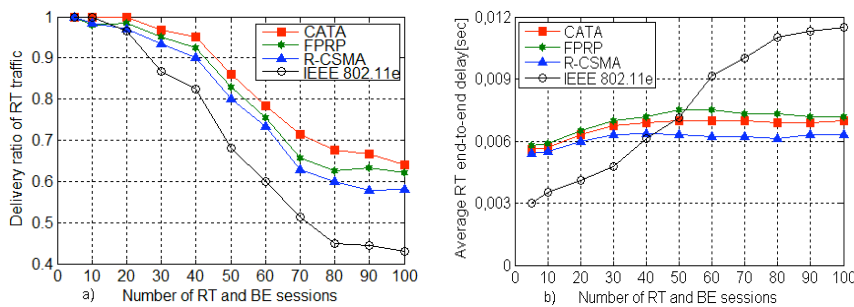 Delivery ratio of RT traffic
1
0.9
0.8
0.7
0.6
0.5
0.4
CATA
FPRP
R-CSMA
IEEE 802.11e
0 10 20 30 40 50 60 70 80 90 100
a) Number of RT and BE sessions
Average RT end-to-end delay[sec]
0,012
0,009
0,006
0,003
0
CATA
FPRP
R-CSMA
IEEE 802.11e
0 10 20 30 40 50 60 70 80 90 100
b) Number of RT and BE sessions